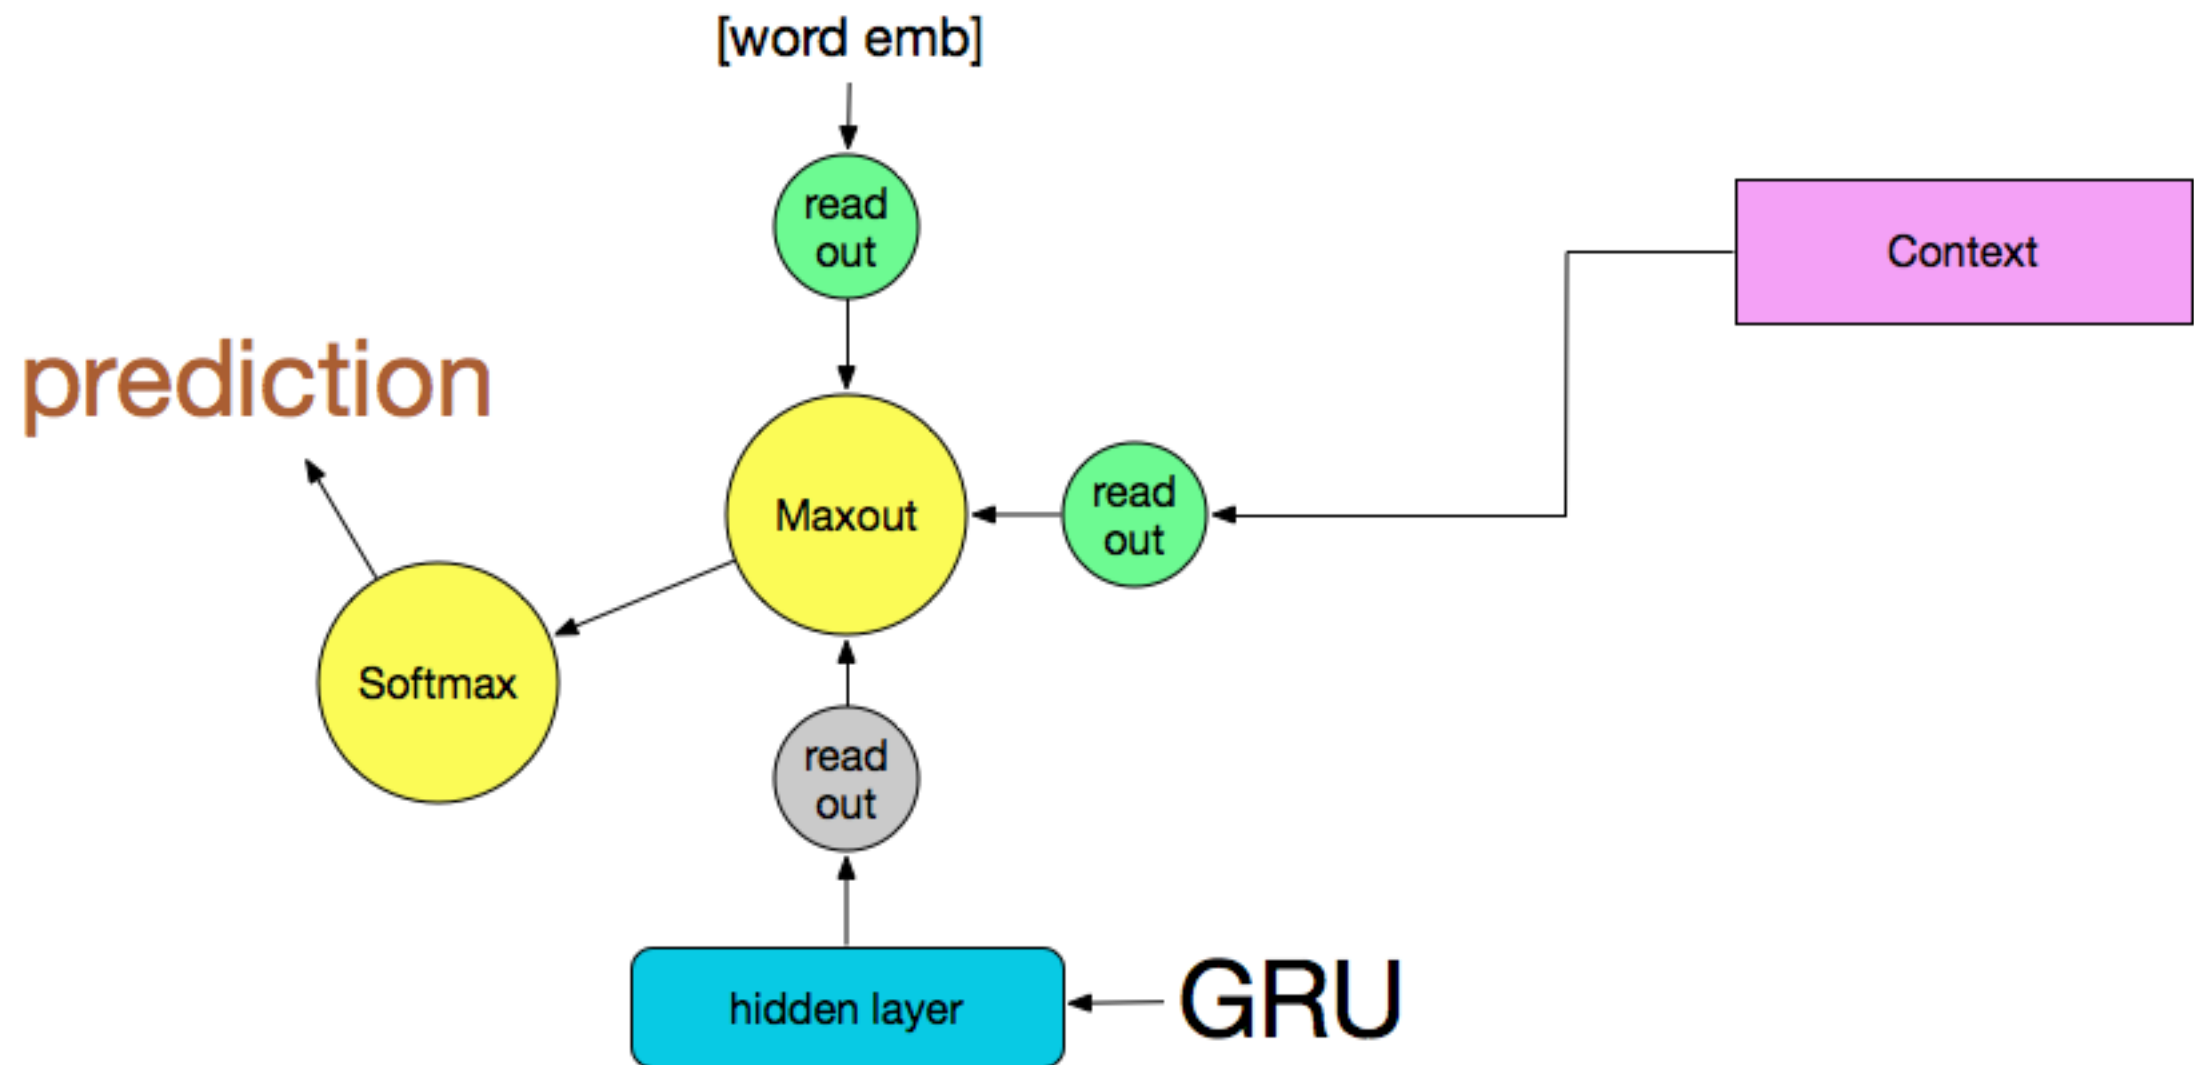 [word emb]
read
out
Context
prediction
Maxout
read
out
Softmax
read
out
hidden layer
GRU